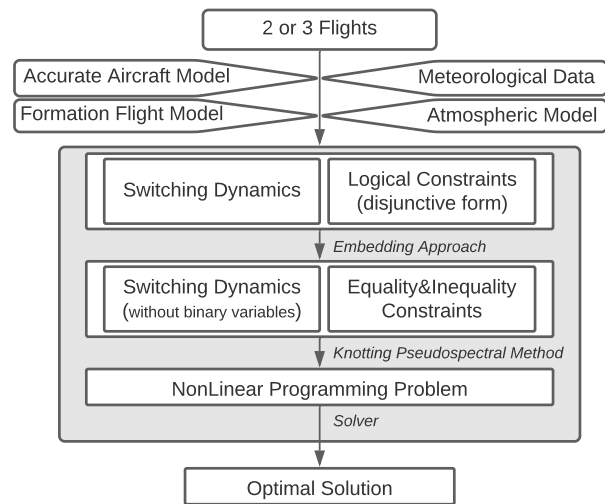 2 or 3 Flights
Accurate Aircraft Model
Meteorological Data
Formation Flight Model
Atmospheric Model
Switching Dynamics
Logical Constraints
(disjunctive form)
Embedding Approach
Switching Dynamics
(without binary variables)
Equality&Inequality
Constraints
Knotting Pseudospectral Method
NonLinear Programming Problem
Solver
Optimal Solution